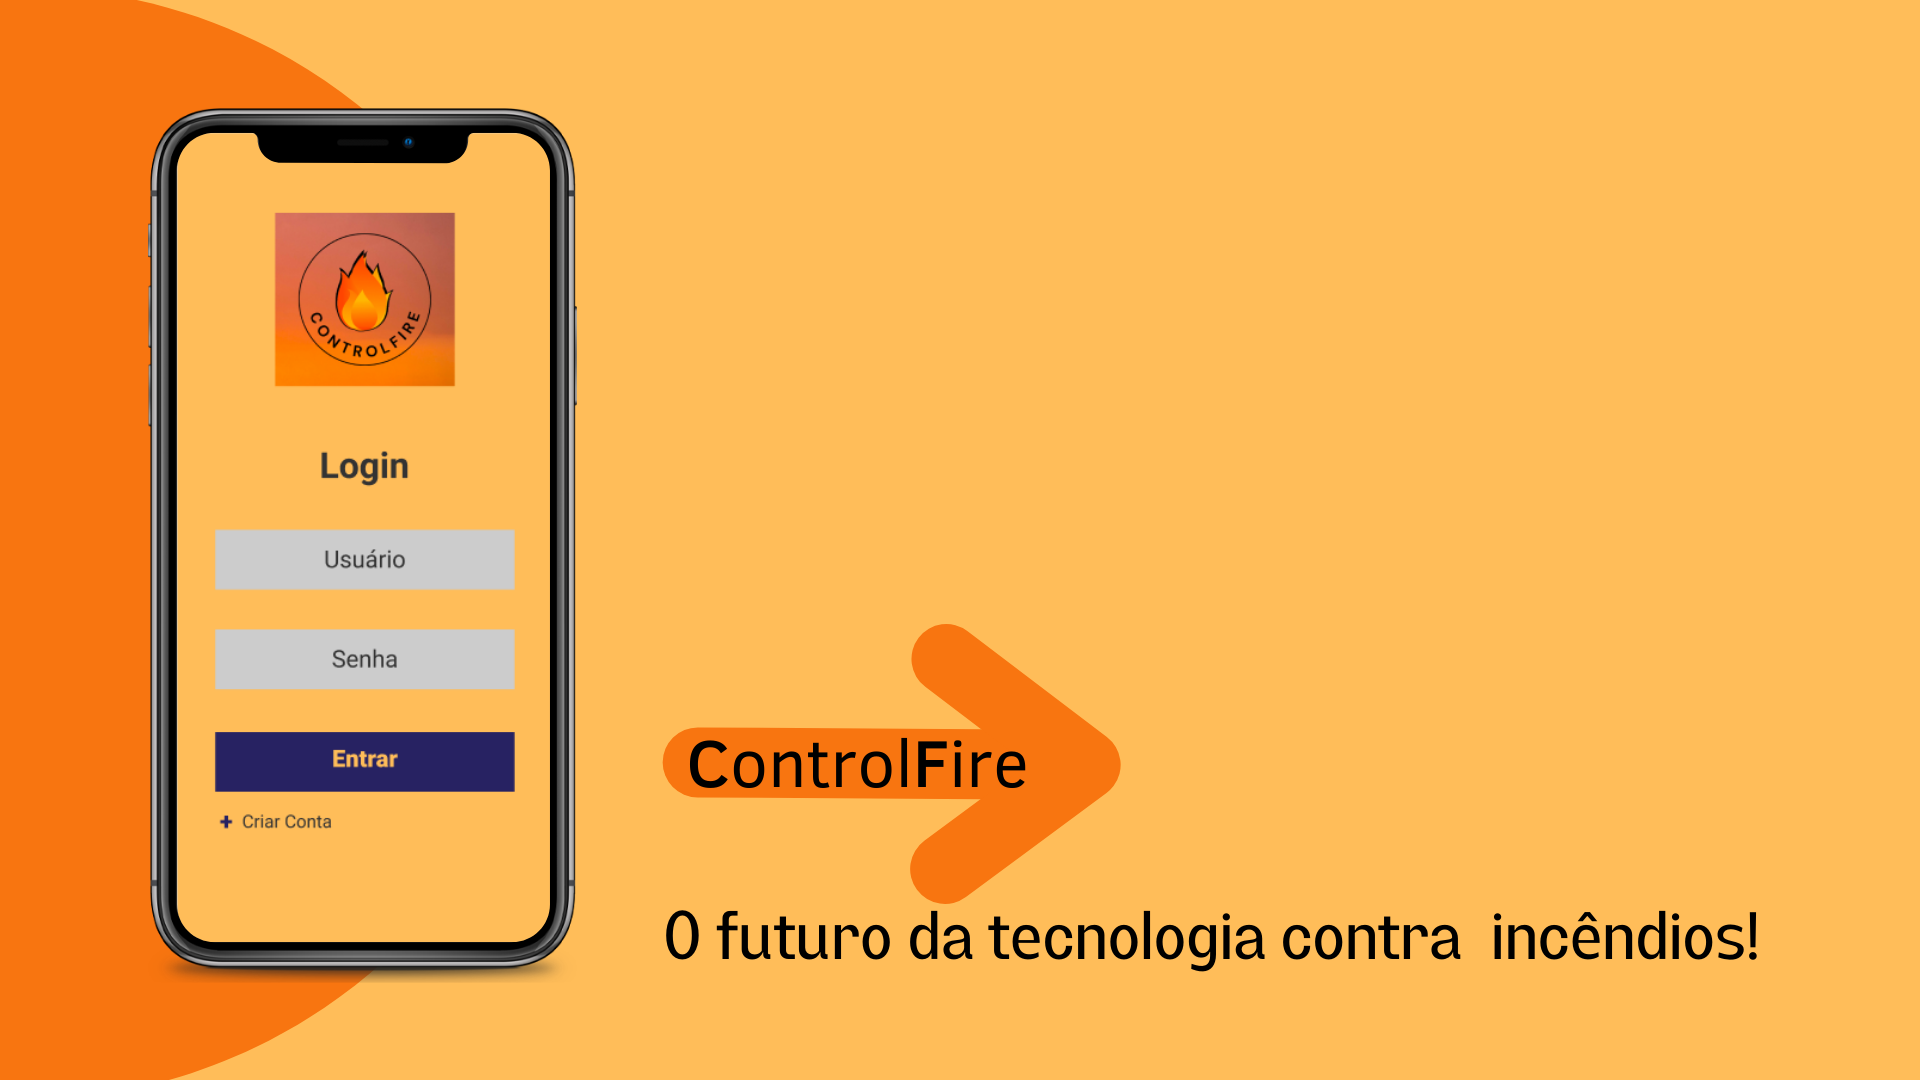 CONTROLFIRE
Login
Usuário
Senha
Entrar
+ Criar Conta
ControlFire
O futuro da tecnologia contra incêndios!